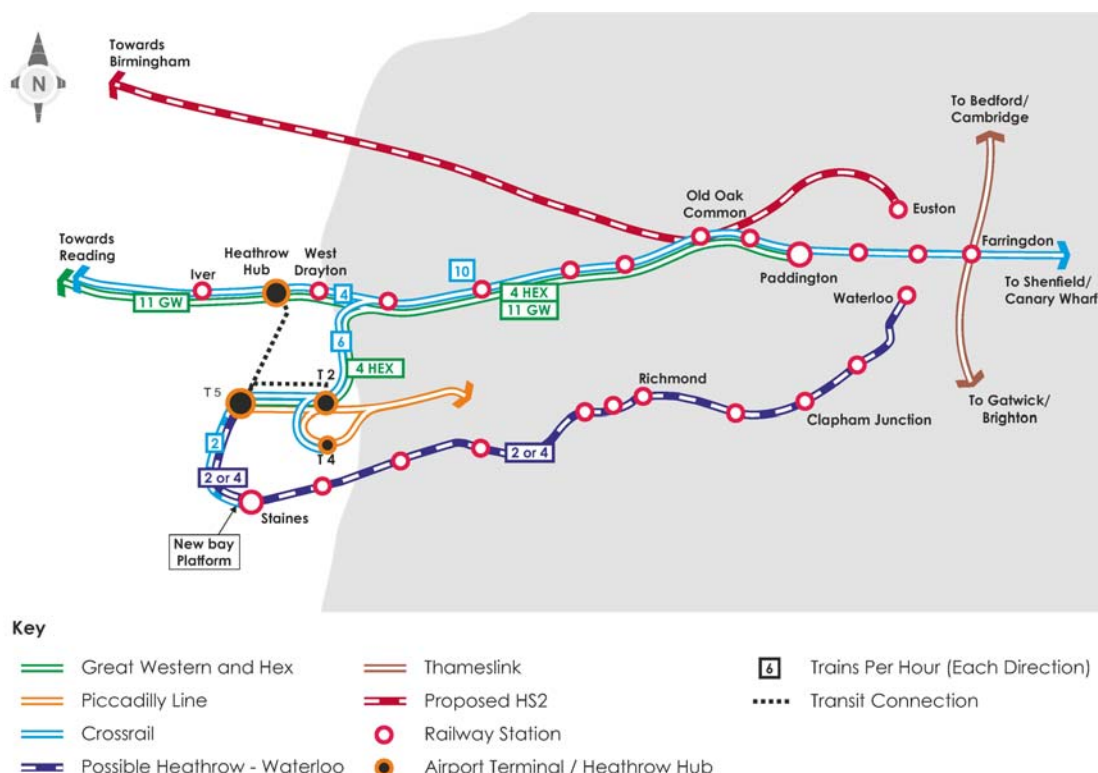 Towards
Birmingham
N
To Bedford/
Cambridge
Old Oak
Common
Euston
Towards
Reading
Heathrow
Hub
West
Drayton
Iver
10
Farringdon
Paddington
4
4 HEX
11 GW
11 GW
To Shenfield/
Canary Wharf
Waterloo
6
4 HEX
T 2
T 5
Richmond
To Gatwick/
Brighton
Clapham Junction
2
T 4
2 or 4
2 or 4
Staines
New bay
Platform
Key
Great Western and Hex
Thameslink
6
Trains Per Hour (Each Direction)
Piccadilly Line
Proposed HS2
Transit Connection
Crossrail
Railway Station
Possible Heathrow - Waterloo
Airport Terminal / Heathrow Hub